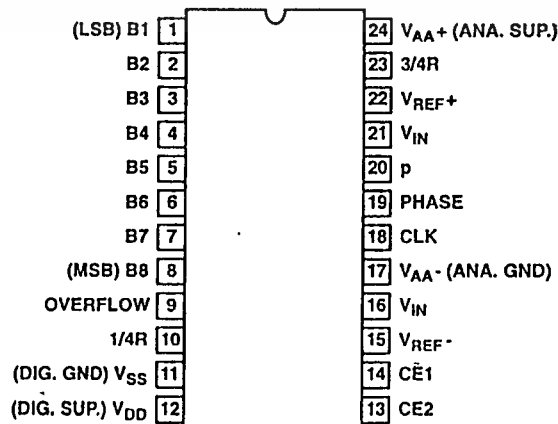 (LSB) B1 1 24 VAA+ (ANA. SUP.)
B2 2 23 3/4R
B3 3 22 VREF+
B4 4 21 VIN
B5 5 20 p
B6 6 19 PHASE
B7 7 18 CLK
(MSB) B8 8 17 VAA- (ANA. GND)
OVERFLOW 9 16 VIN
1/4R 10 15 VREF-
(DIG. GND) VSS 11 14 CE1
(DIG. SUP.) VDD 12 13 CE2